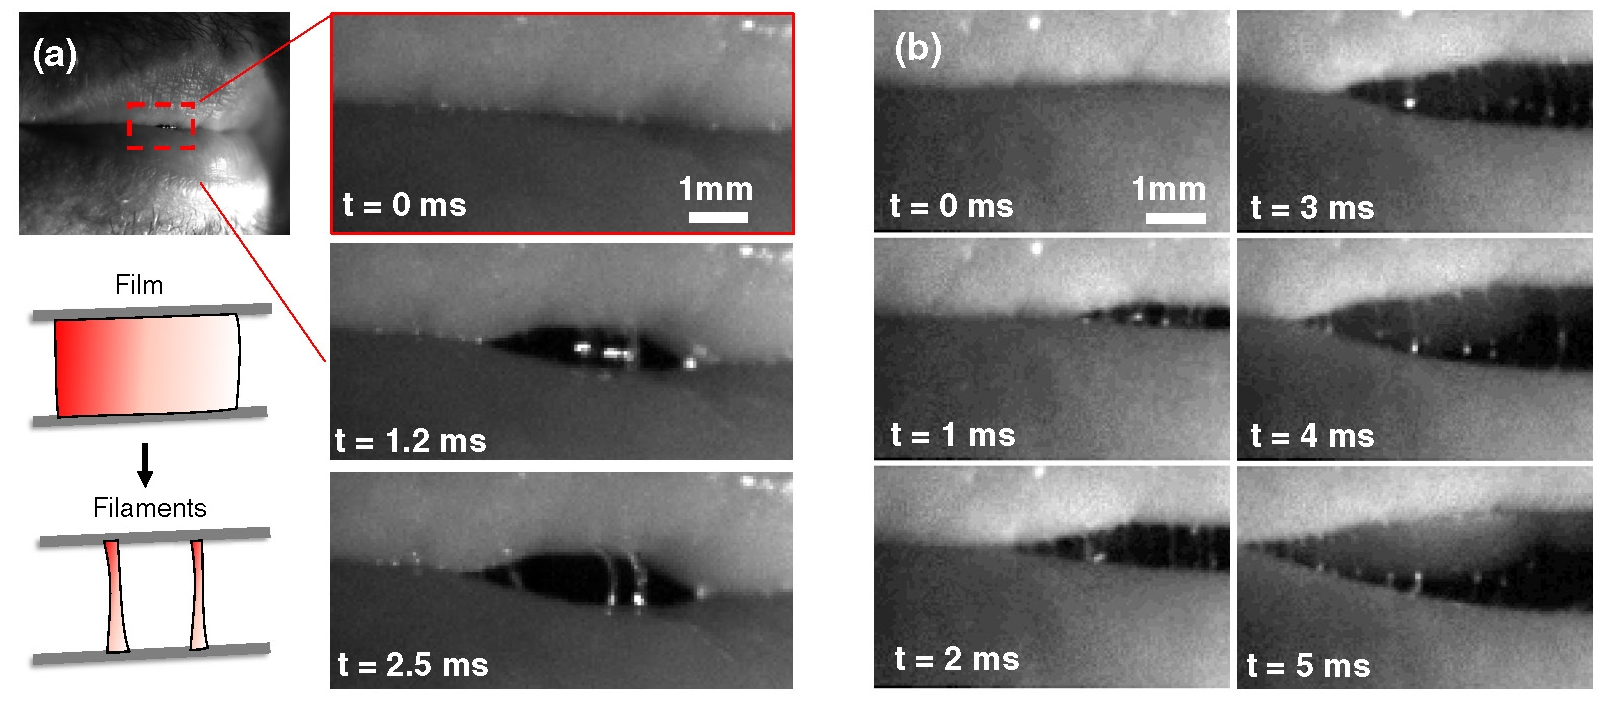 (a)
1mm
t = 0 ms
Film
t = 1.2 ms
Filaments
t = 2.5 ms
(b)
1mm
t = 0 ms
t = 3 ms
t = 1 ms
t = 4 ms
t = 2 ms
t = 5 ms